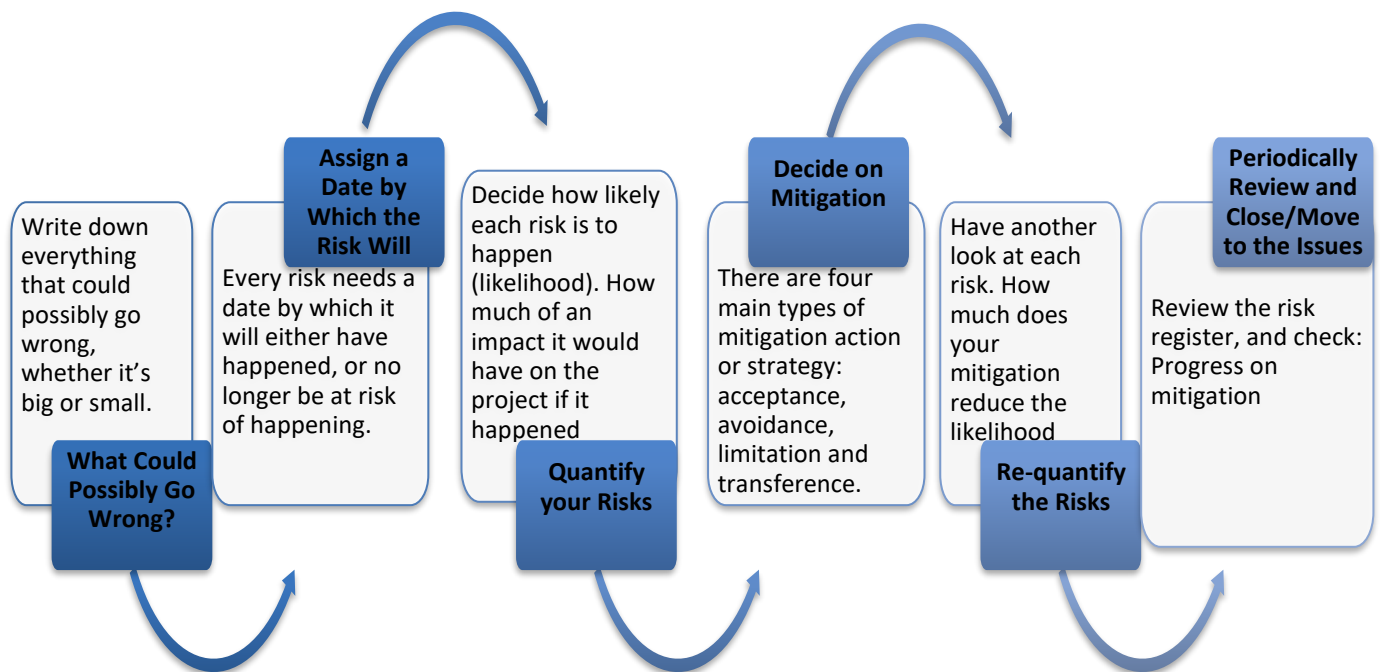 Write down
everything
that could
possibly go
wrong,
whether it’s
big or small.
What Could
Possibly Go
Wrong?
Assign a
Date by
Which the
Risk Will
Every risk needs a
date by which it
will either have
happened, or no
longer be at risk
of happening.
Decide how likely
each risk is to
happen
(likelihood). How
much of an
impact it would
have on the
project if it
happened
Quantify
your Risks
Decide on
Mitigation
There are four
main types of
mitigation action
or strategy:
acceptance,
avoidance,
limitation and
transference.
Have another
look at each
risk. How
much does
your
mitigation
reduce the
likelihood
Re-quantify
the Risks
Periodically
Review and
Close/Move
to the Issues
Review the risk
register, and check:
Progress on
mitigation